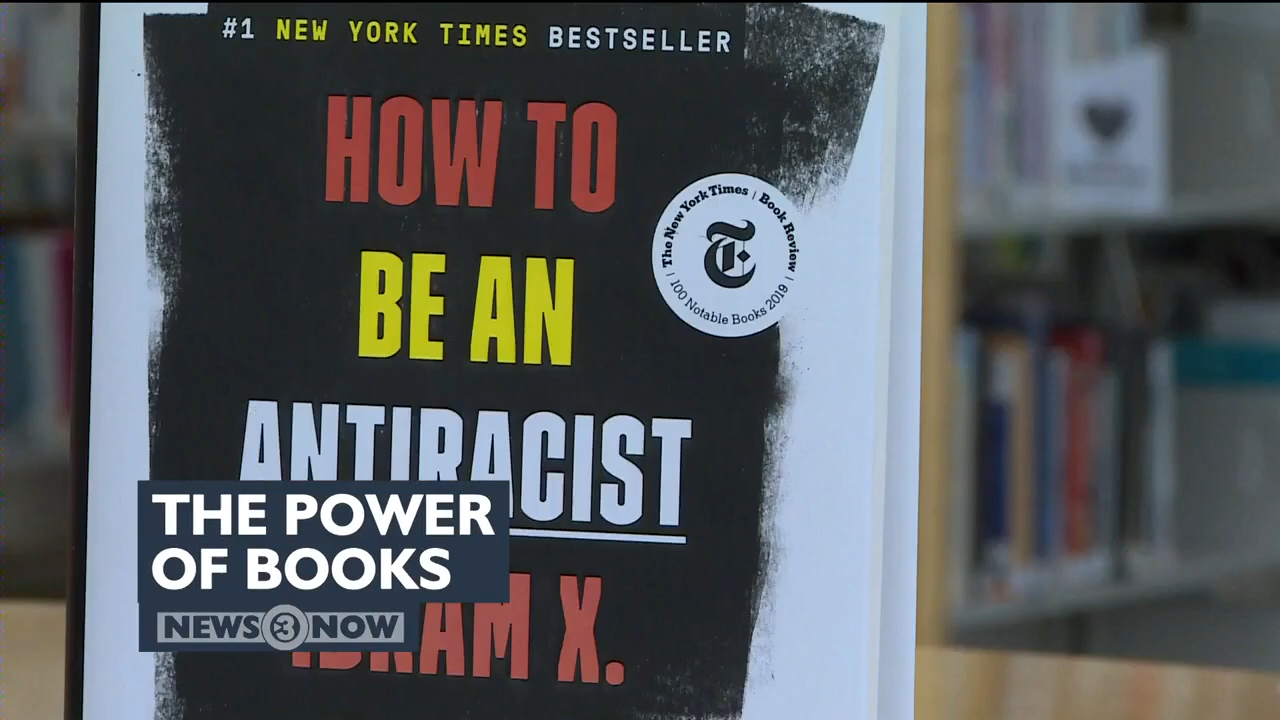 #1 NEW YORK TIMES BESTSELLER
HOW TO
BE AN
ANTIRACIST
X.
The New York Times | Book Review
100 Notable Books 2019
THE POWER
OF BOOKS
NEWS 3 NOW